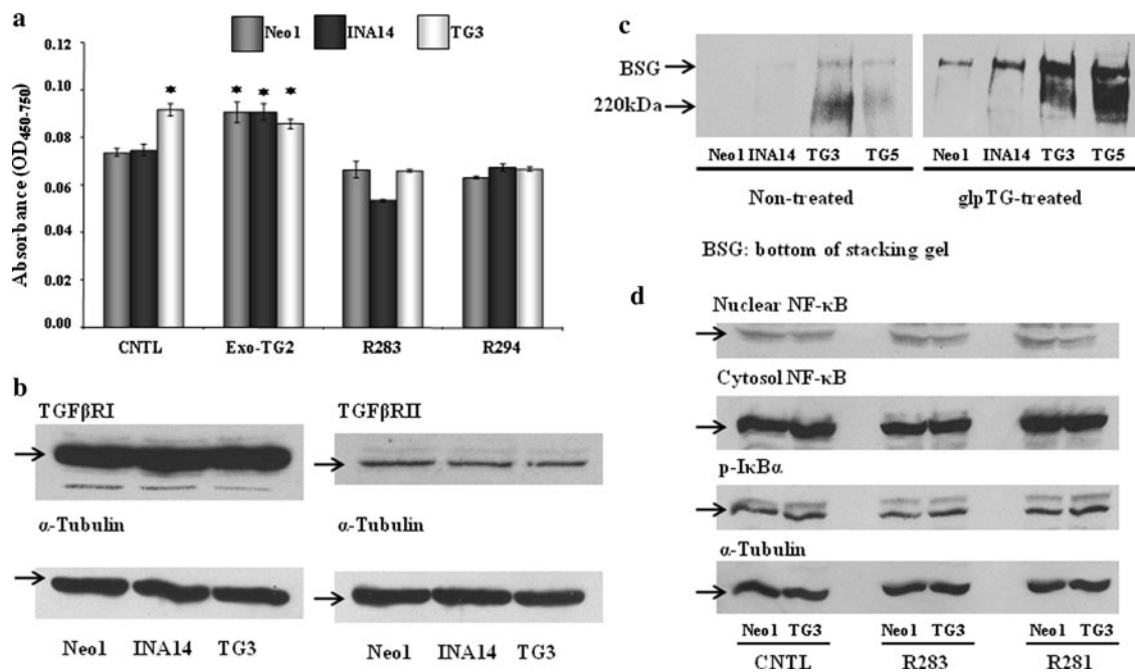 a
Neo1 INA14 TG3
Absorbance (OD450-750)
0.12
0.10
0.08
0.06
0.04
0.02
0.00
* * * *
CNTL Exo-TG2 R283 R294
b
TGFβRI TGFβRII
α-Tubulin α-Tubulin
Neo1 INA14 TG3 Neo1 INA14 TG3
c
BSG
220kDa
Neo1 INA14 TG3 TG5 Neo1 INA14 TG3 TG5
Non-treated glpTG-treated
BSG: bottom of stacking gel
d
Nuclear NF-κB
Cytosol NF-κB
p-IκBα
α-Tubulin
Neo1 TG3 Neo1 TG3 Neo1 TG3
CNTL R283 R281